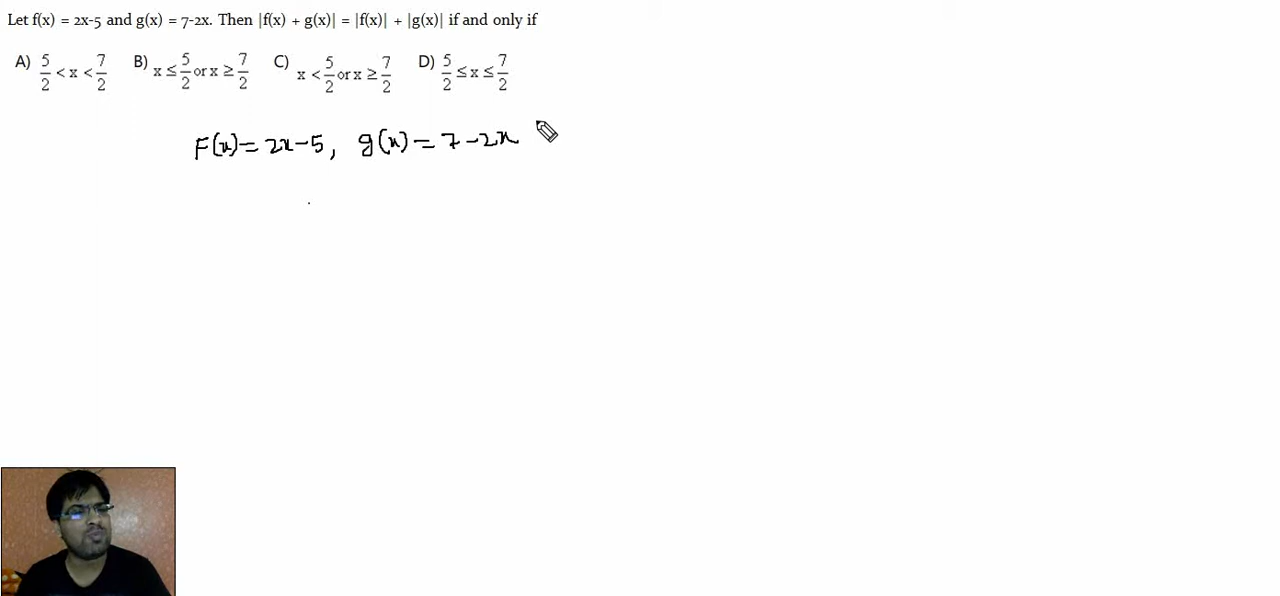 Let f(x) = 2x-5 and g(x) = 7-2x. Then |f(x) + g(x)| = |f(x)| + |g(x)| if and only if
A) 5/2 < x < 7/2 B) x ≤ 5/2 or x ≥ 7/2 C) x < 5/2 or x ≥ 7/2 D) 5/2 ≤ x ≤ 7/2
F(x) = 2x-5, g(x) = 7-2x